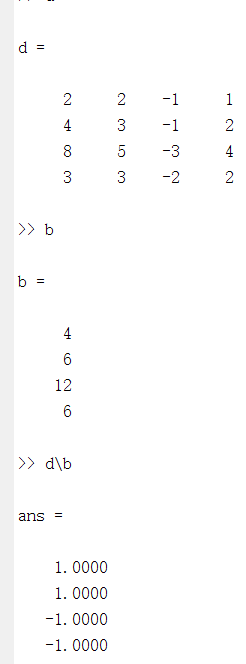 d =
2 2 -1 1
4 3 -1 2
8 5 -3 4
3 3 -2 2
>> b
b =
4
6
12
6
>> d\b
ans =
1.0000
1.0000
-1.0000
-1.0000